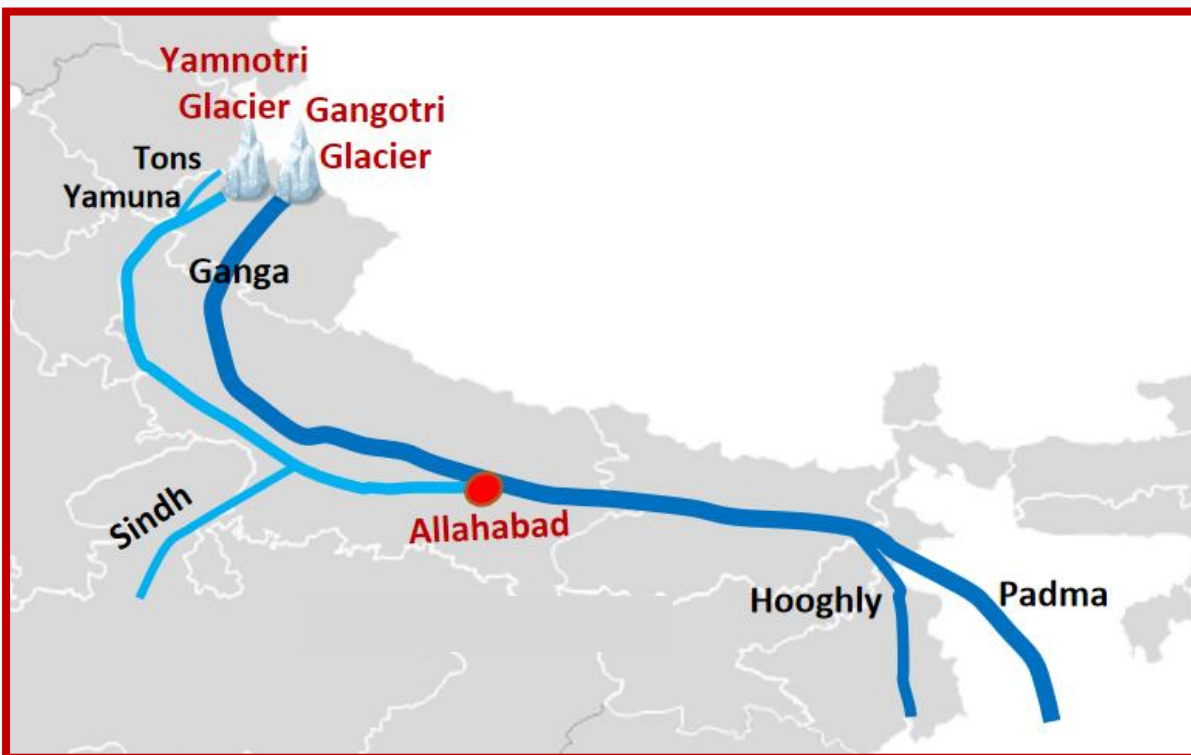 Yamnotri
Glacier
Gangotri
Glacier
Tons
Yamuna
Ganga
Sindh
Allahabad
Hooghly
Padma